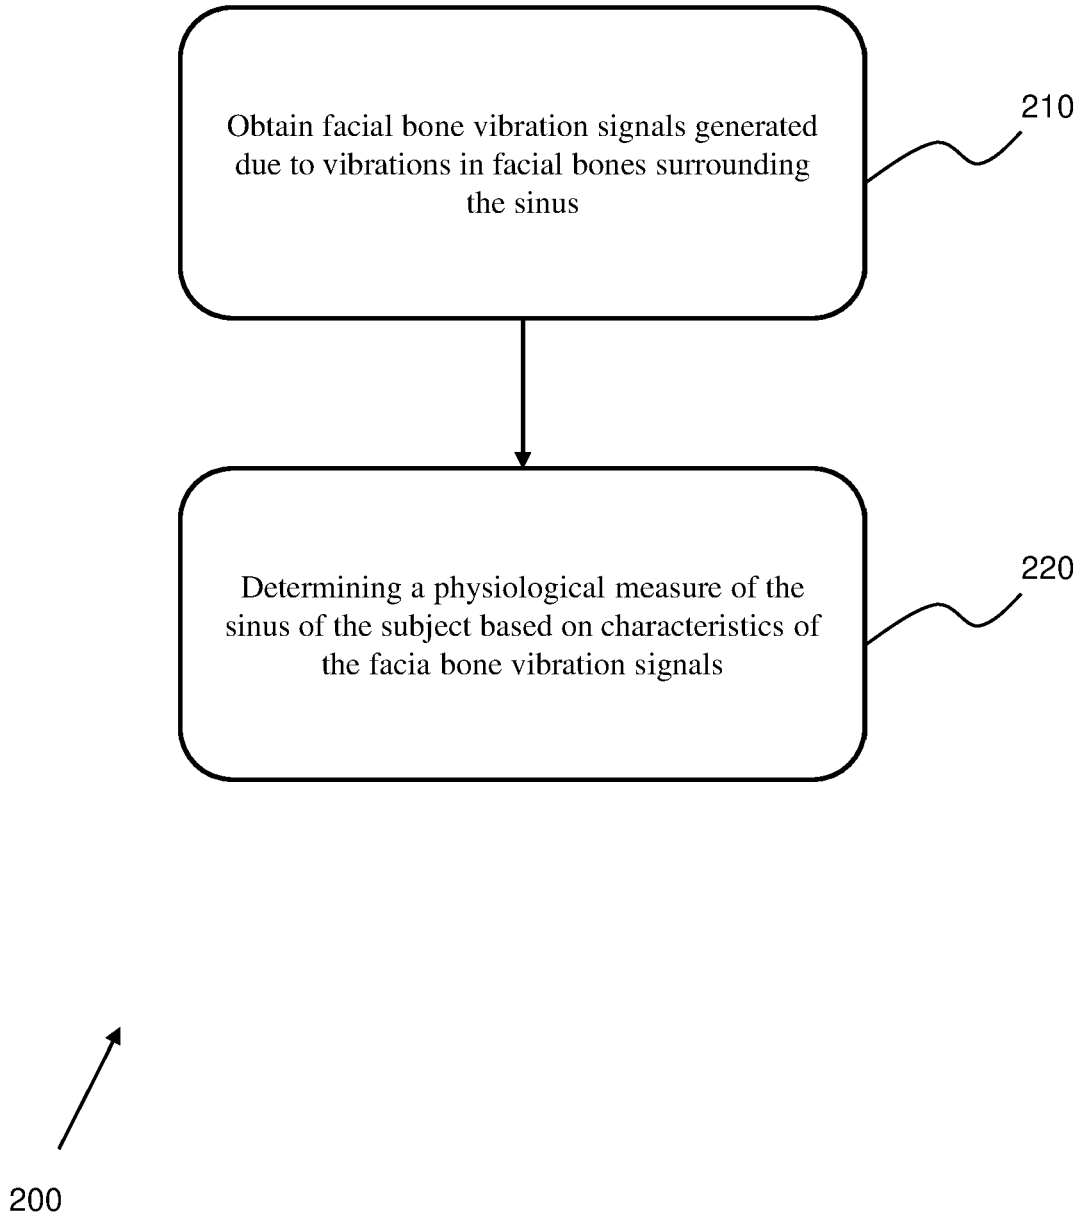 Obtain facial bone vibration signals generated
due to vibrations in facial bones surrounding
the sinus
210
Determining a physiological measure of the
sinus of the subject based on characteristics of
the facia bone vibration signals
220
200